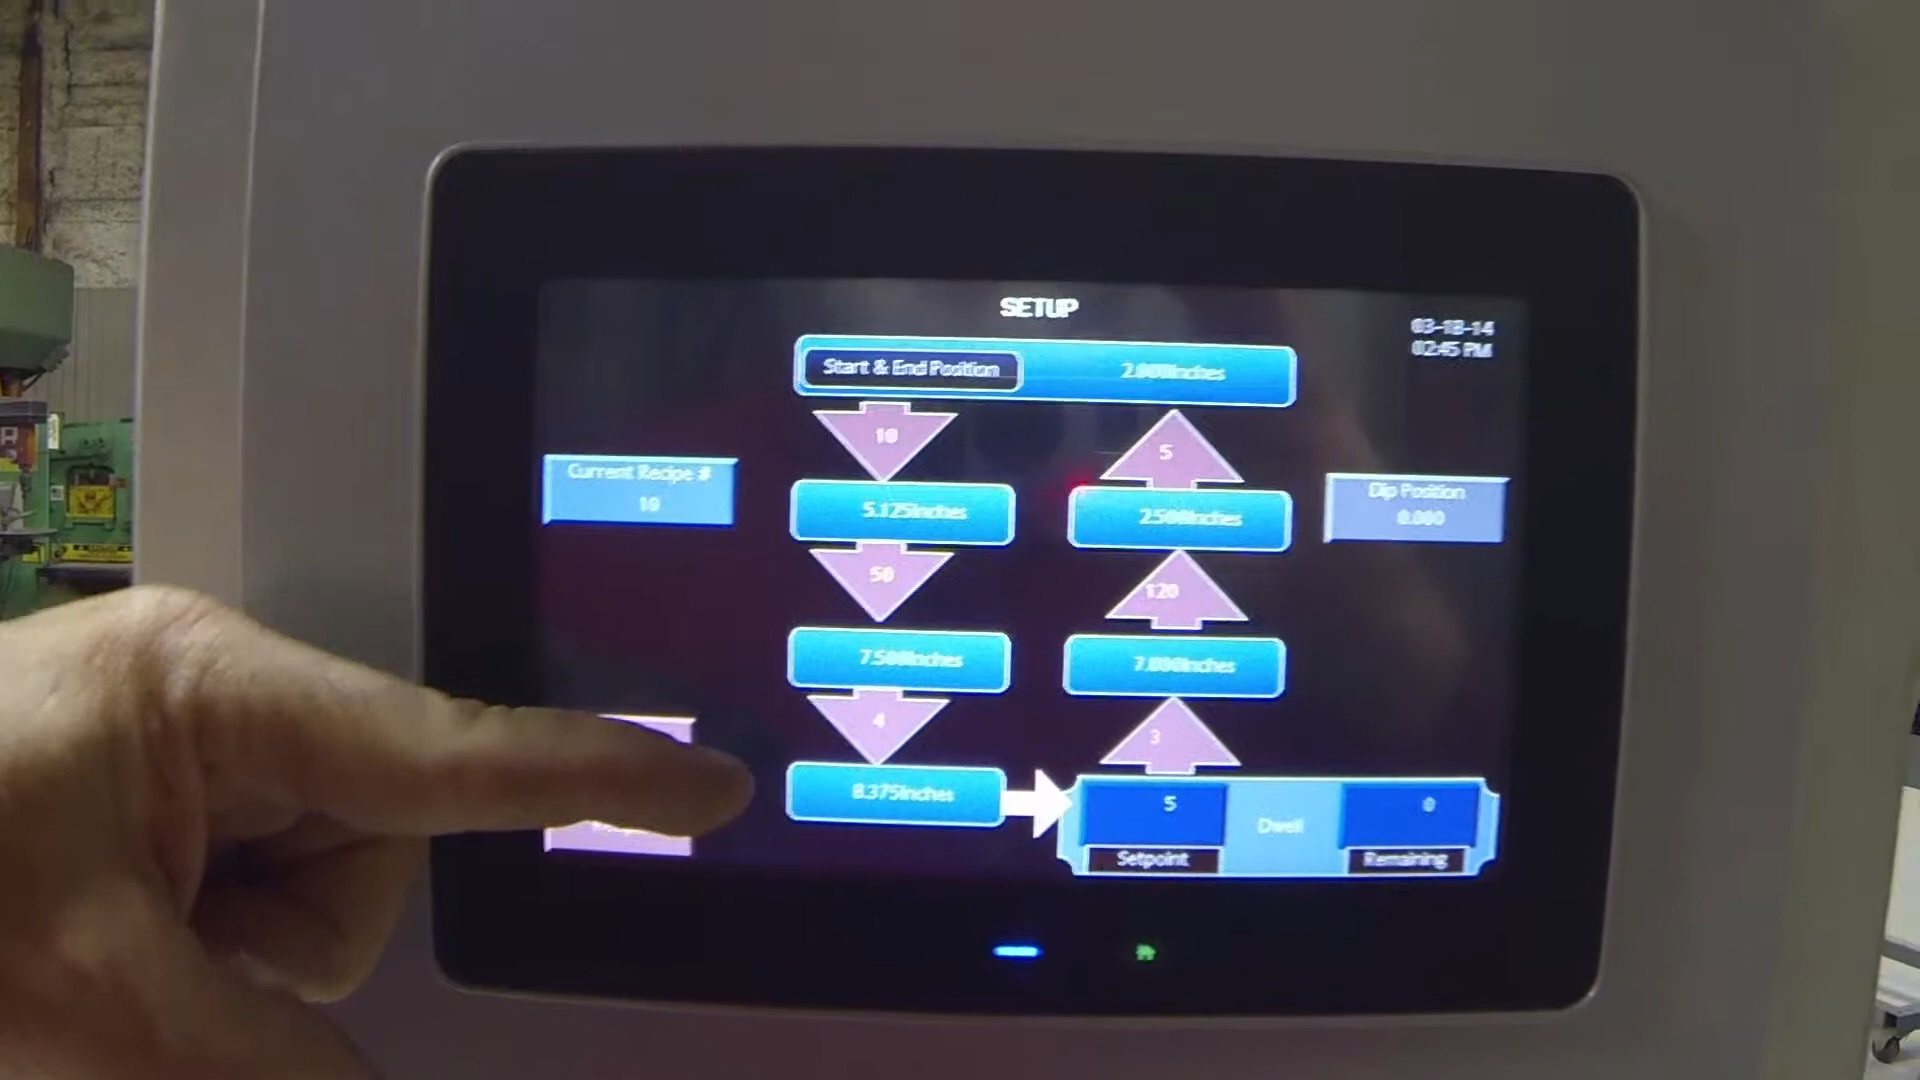 SETUP
03-18-14
02:45 PM
Start & End Position
2.000Inches
10
5
Current Recipe #
10
5.125Inches
2.500Inches
Dip Position
0.000
50
120
7.500Inches
7.000Inches
4
3
8.375Inches
5
Dwell
0
Setpoint
Remaining